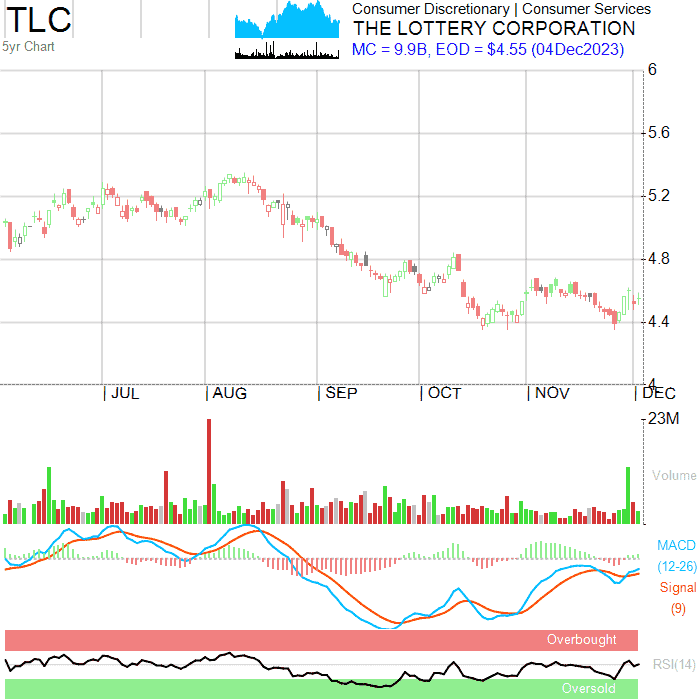 TLC
5yr Chart
Consumer Discretionary | Consumer Services
THE LOTTERY CORPORATION
MC = 9.9B, EOD = $4.55 (04Dec2023)
6
5.6
5.2
4.8
4.4
4
| JUL | AUG | SEP | OCT | NOV | DEC
23M
Volume
MACD
(12-26)
Signal
(9)
Overbought
RSI(14)
Oversold